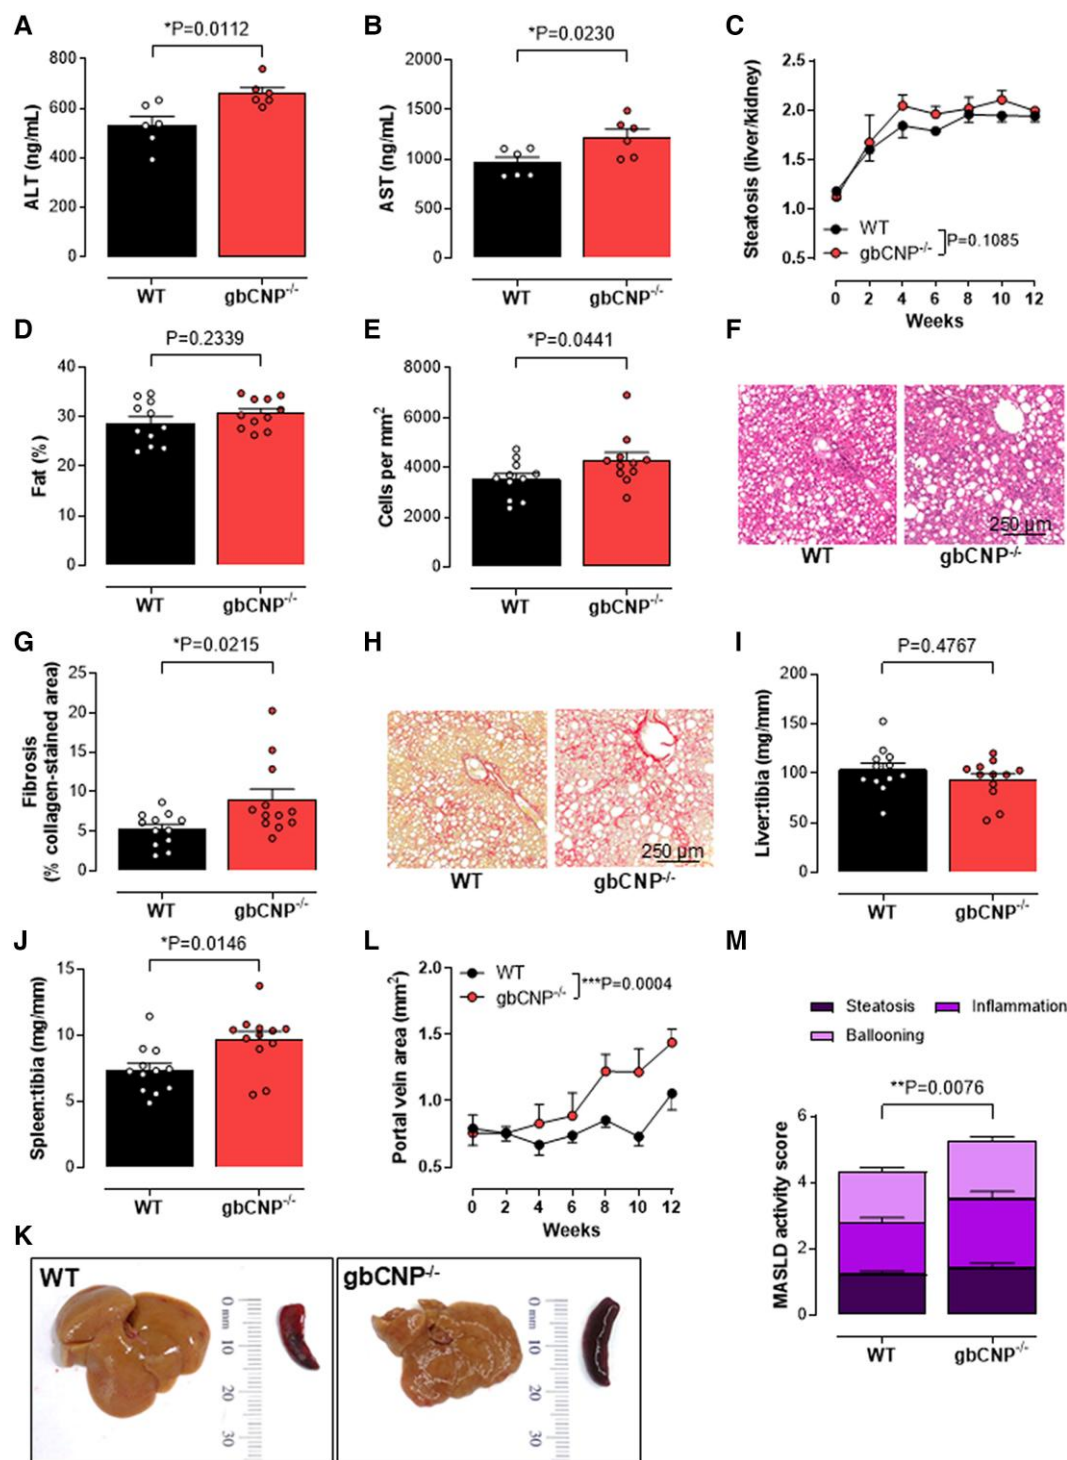 A
*P=0.0112
ALT (ng/mL)
800
600
400
200
0
WT
gbCNP-/-
B
*P=0.0230
AST (ng/mL)
2000
1500
1000
500
0
WT
gbCNP-/-
C
Steatosis (liver/kidney)
2.5
2.0
1.5
1.0
0.5
WT
gbCNP-/-
P=0.1085
0 2 4 6 8 10 12
Weeks
D
P=0.2339
Fat (%)
40
30
20
10
0
WT
gbCNP-/-
E
*P=0.0441
Cells per mm2
8000
6000
4000
2000
0
WT
gbCNP-/-
F
250 µm
WT
gbCNP-/-
G
*P=0.0215
Fibrosis
(% collagen-stained area)
25
20
15
10
5
0
WT
gbCNP-/-
H
250 µm
WT
gbCNP-/-
I
P=0.4767
Liver:tibia (mg/mm)
200
150
100
50
0
WT
gbCNP-/-
J
*P=0.0146
Spleen:tibia (mg/mm)
15
10
5
0
WT
gbCNP-/-
L
Portal vein area (mm2)
2.0
1.5
1.0
0.5
WT
gbCNP-/-
***P=0.0004
0 2 4 6 8 10 12
Weeks
M
Steatosis
Inflammation
Ballooning
**P=0.0076
MASLD activity score
6
4
2
0
WT
gbCNP-/-
K
WT
0 mm
10
20
30
gbCNP-/-
0 mm
10
20
30